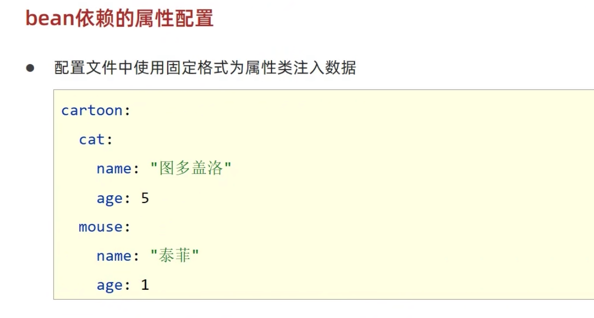 bean依赖的属性配置
● 配置文件中使用固定格式为属性类注入数据
cartoon:
  cat:
    name: "图多盖洛"
    age: 5
  mouse:
    name: "泰菲"
    age: 1